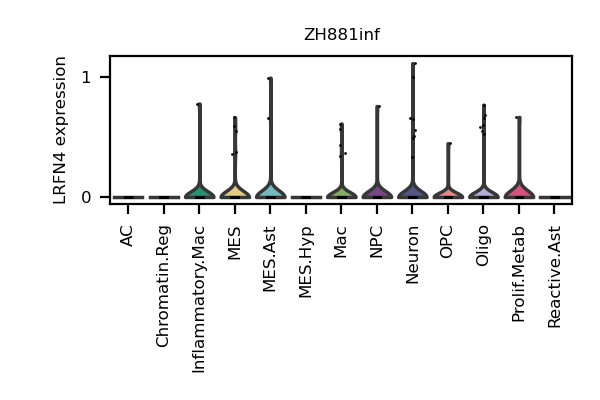 ZH881inf
LRFN4 expression
1
0
AC
Chromatin.Reg
Inflammatory.Mac
MES
MES.Ast
MES.Hyp
Mac
NPC
Neuron
OPC
Oligo
Prolif.Metab
Reactive.Ast